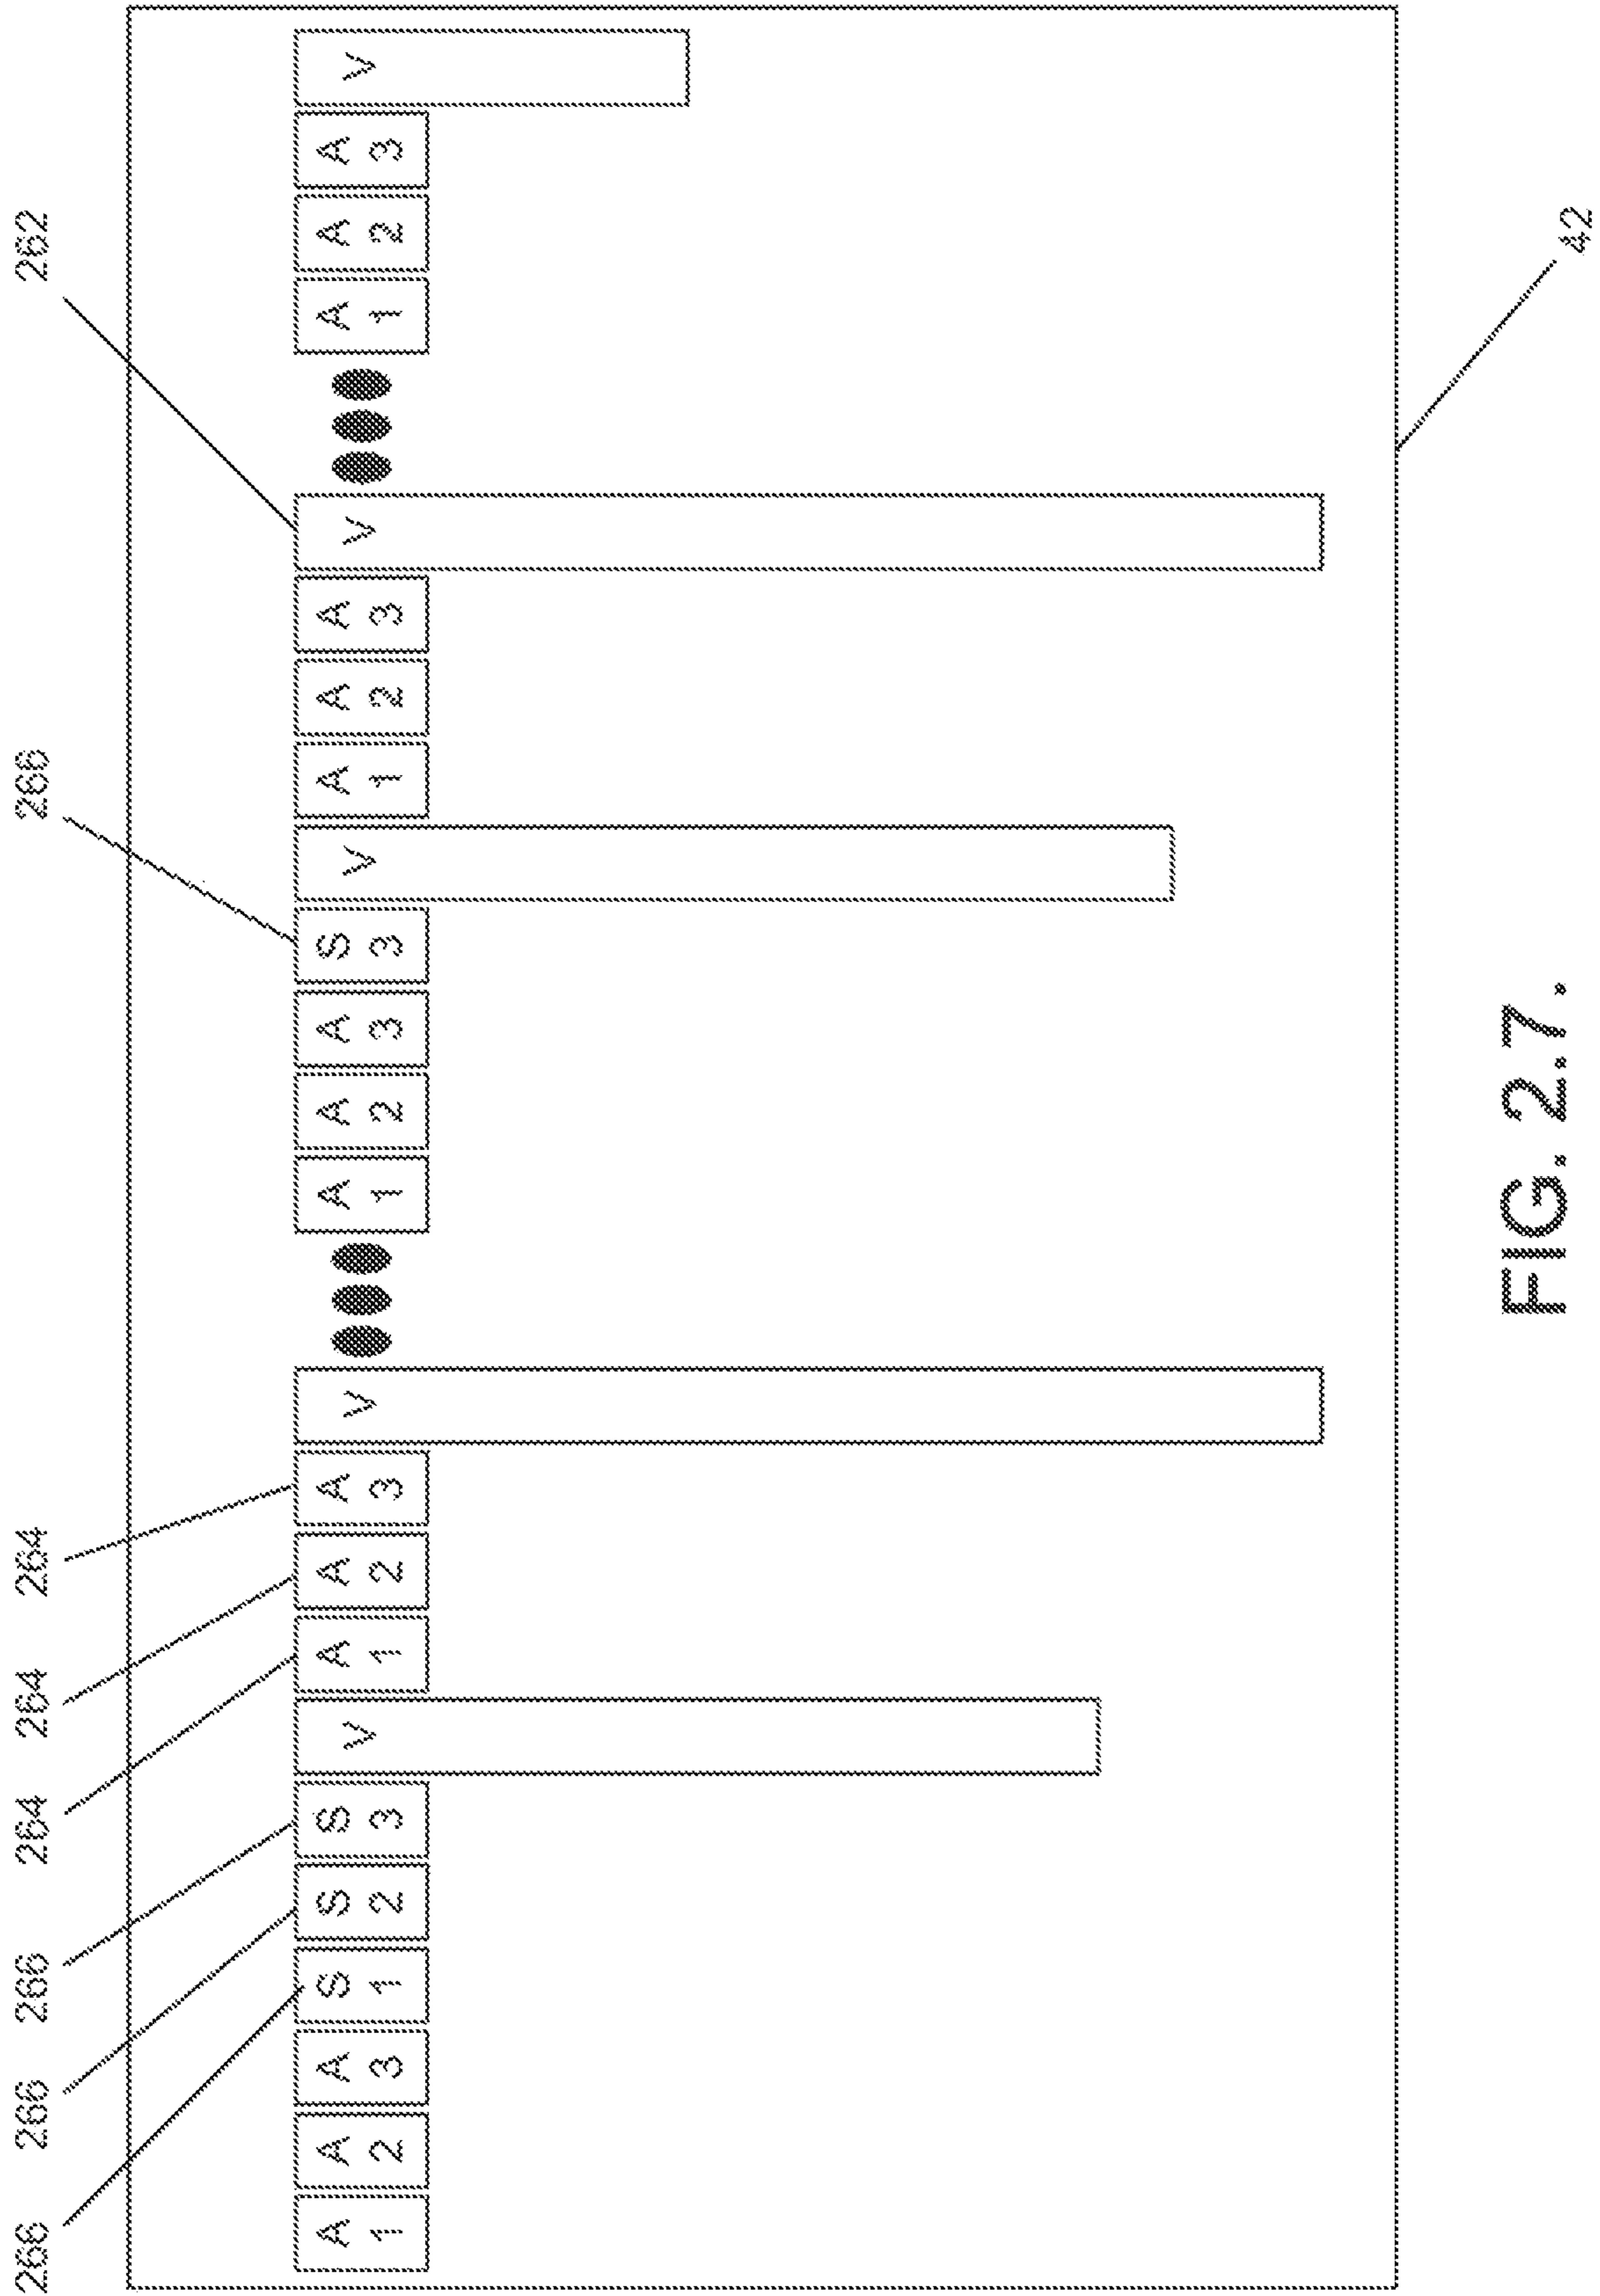 266 266 266 264 264 264 266 262
A A A S S S V A A A V A A A S V A A A V A A A V
1 2 3 1 2 3 1 2 3 1 2 3 3 1 2 3 1 2 3
42
FIG. 2.7.